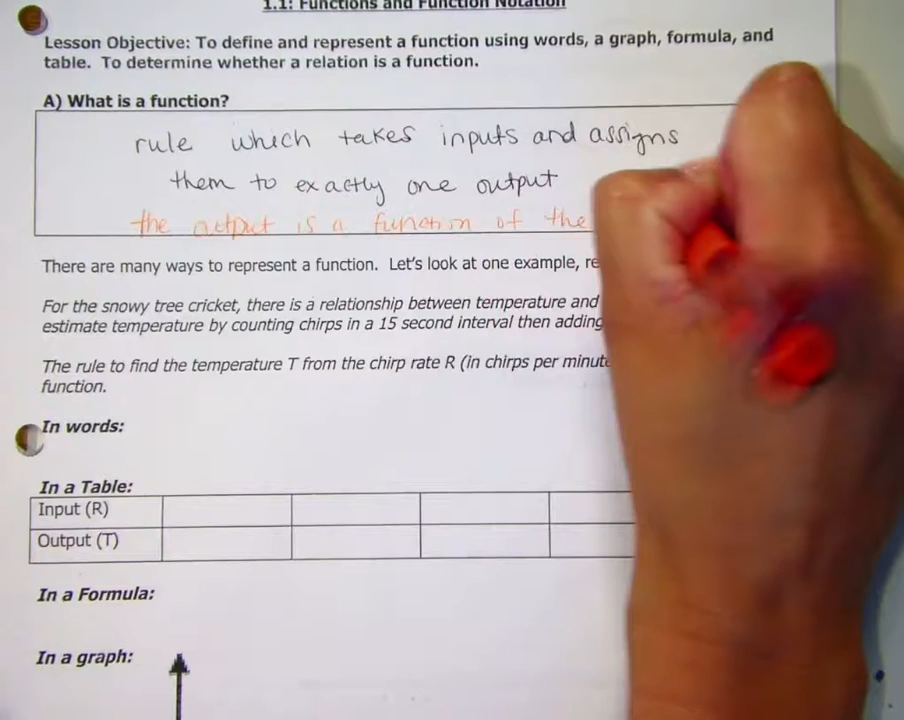 1.1: Functions and Function Notation
Lesson Objective: To define and represent a function using words, a graph, formula, and
table. To determine whether a relation is a function.
A) What is a function?
rule which takes inputs and assigns
them to exactly one output
the output is a function of the
There are many ways to represent a function. Let's look at one example, re
For the snowy tree cricket, there is a relationship between temperature and
estimate temperature by counting chirps in a 15 second interval then adding
The rule to find the temperature T from the chirp rate R (in chirps per minute
function.
In words:
In a Table:
Input (R)
Output (T)
In a Formula:
In a graph: